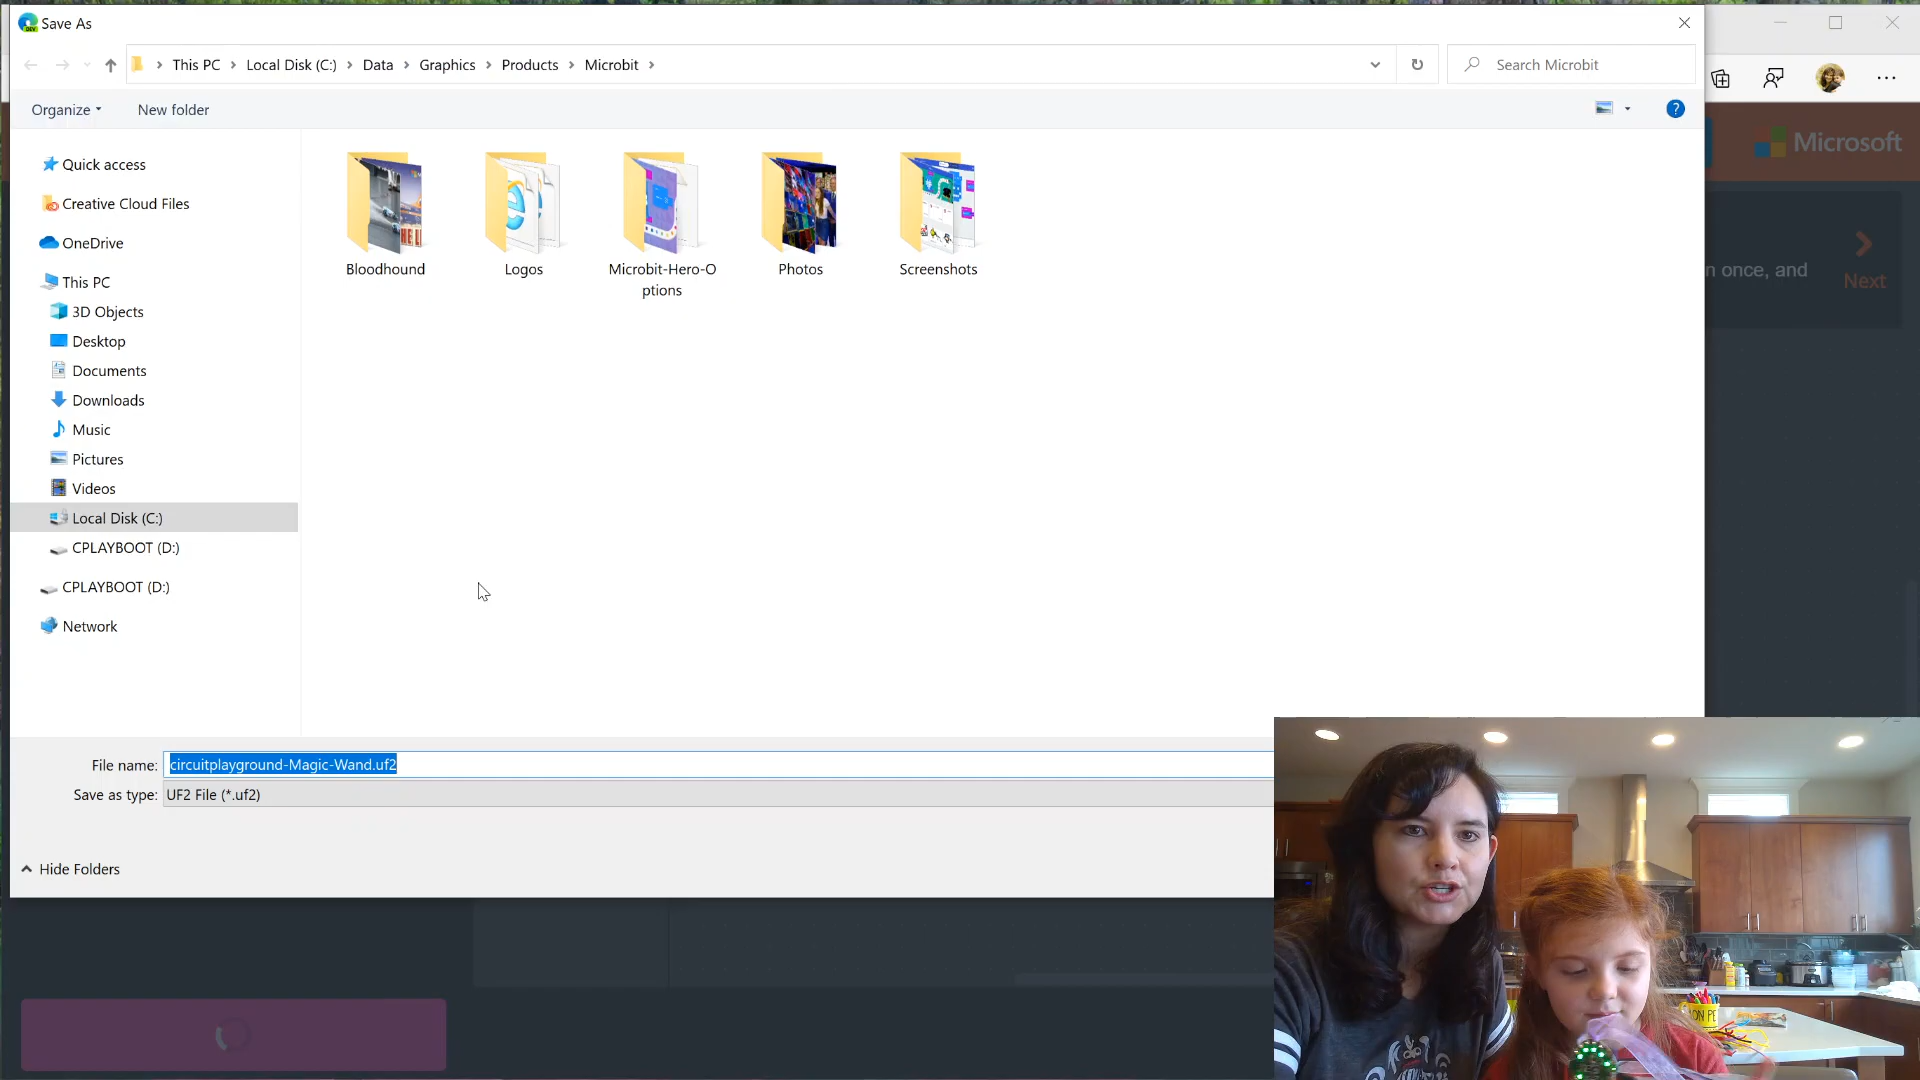 Save As
This PC > Local Disk (C:) > Data > Graphics > Products > Microbit >
Search Microbit
Organize
New folder
Microsoft
Quick access
Creative Cloud Files
OneDrive
This PC
3D Objects
Desktop
Documents
Downloads
Music
Pictures
Videos
Local Disk (C:)
CPLAYBOOT (D:)
CPLAYBOOT (D:)
Network
Bloodhound
Logos
Microbit-Hero-O
ptions
Photos
Screenshots
n once, and
Next
File name: circuitplayground-Magic-Wand.uf2
Save as type: UF2 File (*.uf2)
Hide Folders
ON PE